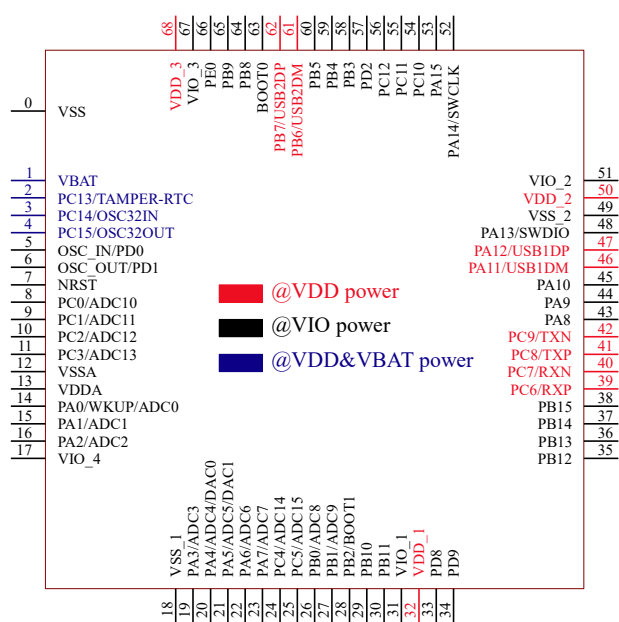 68 67 66 65 64 63 62 61 60 59 58 57 56 55 54 53 52
VDD_3
VIO_3
PE0
PB9
PB8
BOOT0
PB7/USB2DP
PB6/USB2DM
PB5
PB4
PB3
PD2
PC12
PC11
PC10
PA15
PA14/SWCLK
0 VSS
1 VBAT
2 PC13/TAMPER-RTC
3 PC14/OSC32IN
4 PC15/OSC32OUT
5 OSC_IN/PD0
6 OSC_OUT/PD1
7 NRST
8 PC0/ADC10
9 PC1/ADC11
10 PC2/ADC12
11 PC3/ADC13
12 VSSA
13 VDDA
14 PA0/WKUP/ADC0
15 PA1/ADC1
16 PA2/ADC2
17 VIO_4
@VDD power
@VIO power
@VDD&VBAT power
VIO_2 51
VDD_2 50
VSS_2 49
PA13/SWDIO 48
PA12/USB1DP 47
PA11/USB1DM 46
PA10 45
PA9 44
PA8 43
PC9/TXN 42
PC8/TXP 41
PC7/RXN 40
PC6/RXP 39
PB15 38
PB14 37
PB13 36
PB12 35
VSS_1
PA3/ADC3
PA4/ADC4/DAC0
PA5/ADC5/DAC1
PA6/ADC6
PA7/ADC7
PC4/ADC14
PC5/ADC15
PB0/ADC8
PB1/ADC9
PB2/BOOT1
PB10
PB11
VIO_1
VDD_1
PD8
PD9
18 19 20 21 22 23 24 25 26 27 28 29 30 31 32 33 34